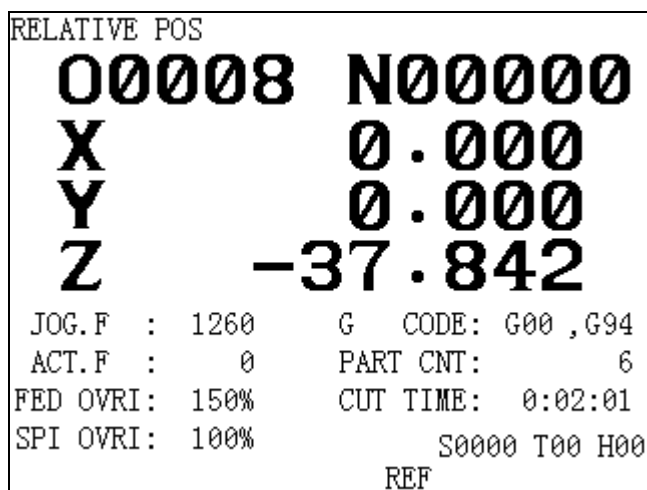 RELATIVE POS
O0008 N00000
X 0.000
Y 0.000
Z -37.842
JOG.F : 1260 G CODE: G00 ,G94
ACT.F : 0 PART CNT: 6
FED OVRI: 150% CUT TIME: 0:02:01
SPI OVRI: 100% S0000 T00 H00
REF